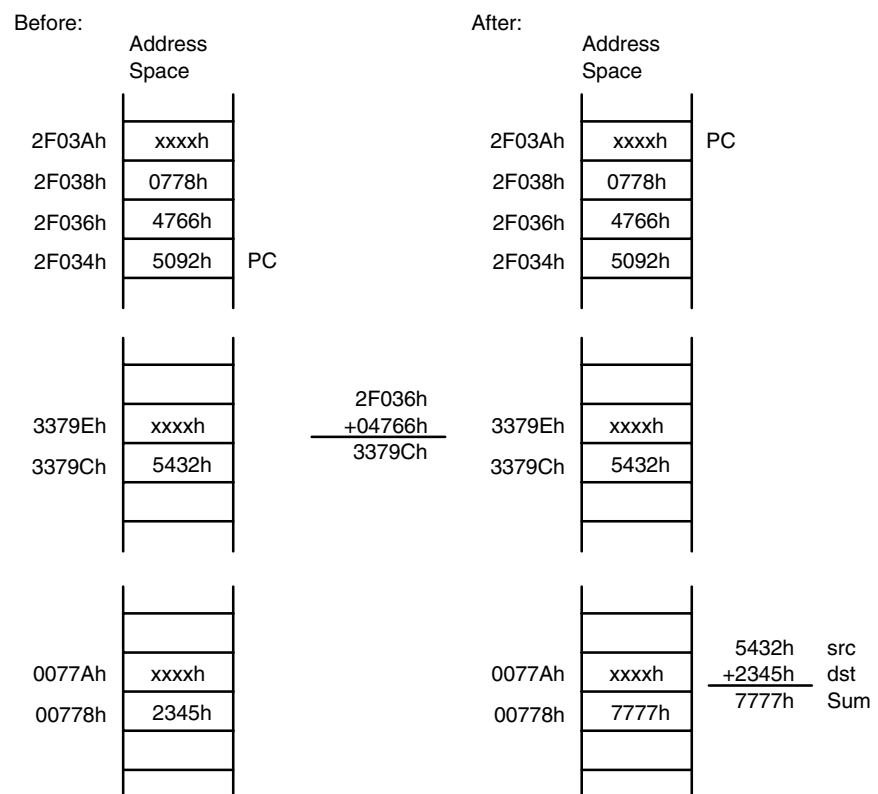 Before:
After:
Address
Space
Address
Space
2F03Ah xxxxh
2F03Ah xxxxh PC
2F038h 0778h
2F038h 0778h
2F036h 4766h
2F036h 4766h
2F034h 5092h PC
2F034h 5092h
2F036h
3379Eh xxxxh
+04766h
3379Eh xxxxh
3379Ch
3379Ch 5432h
3379Ch 5432h
5432h src
0077Ah xxxxh
0077Ah xxxxh
+2345h dst
7777h Sum
00778h 2345h
00778h 7777h